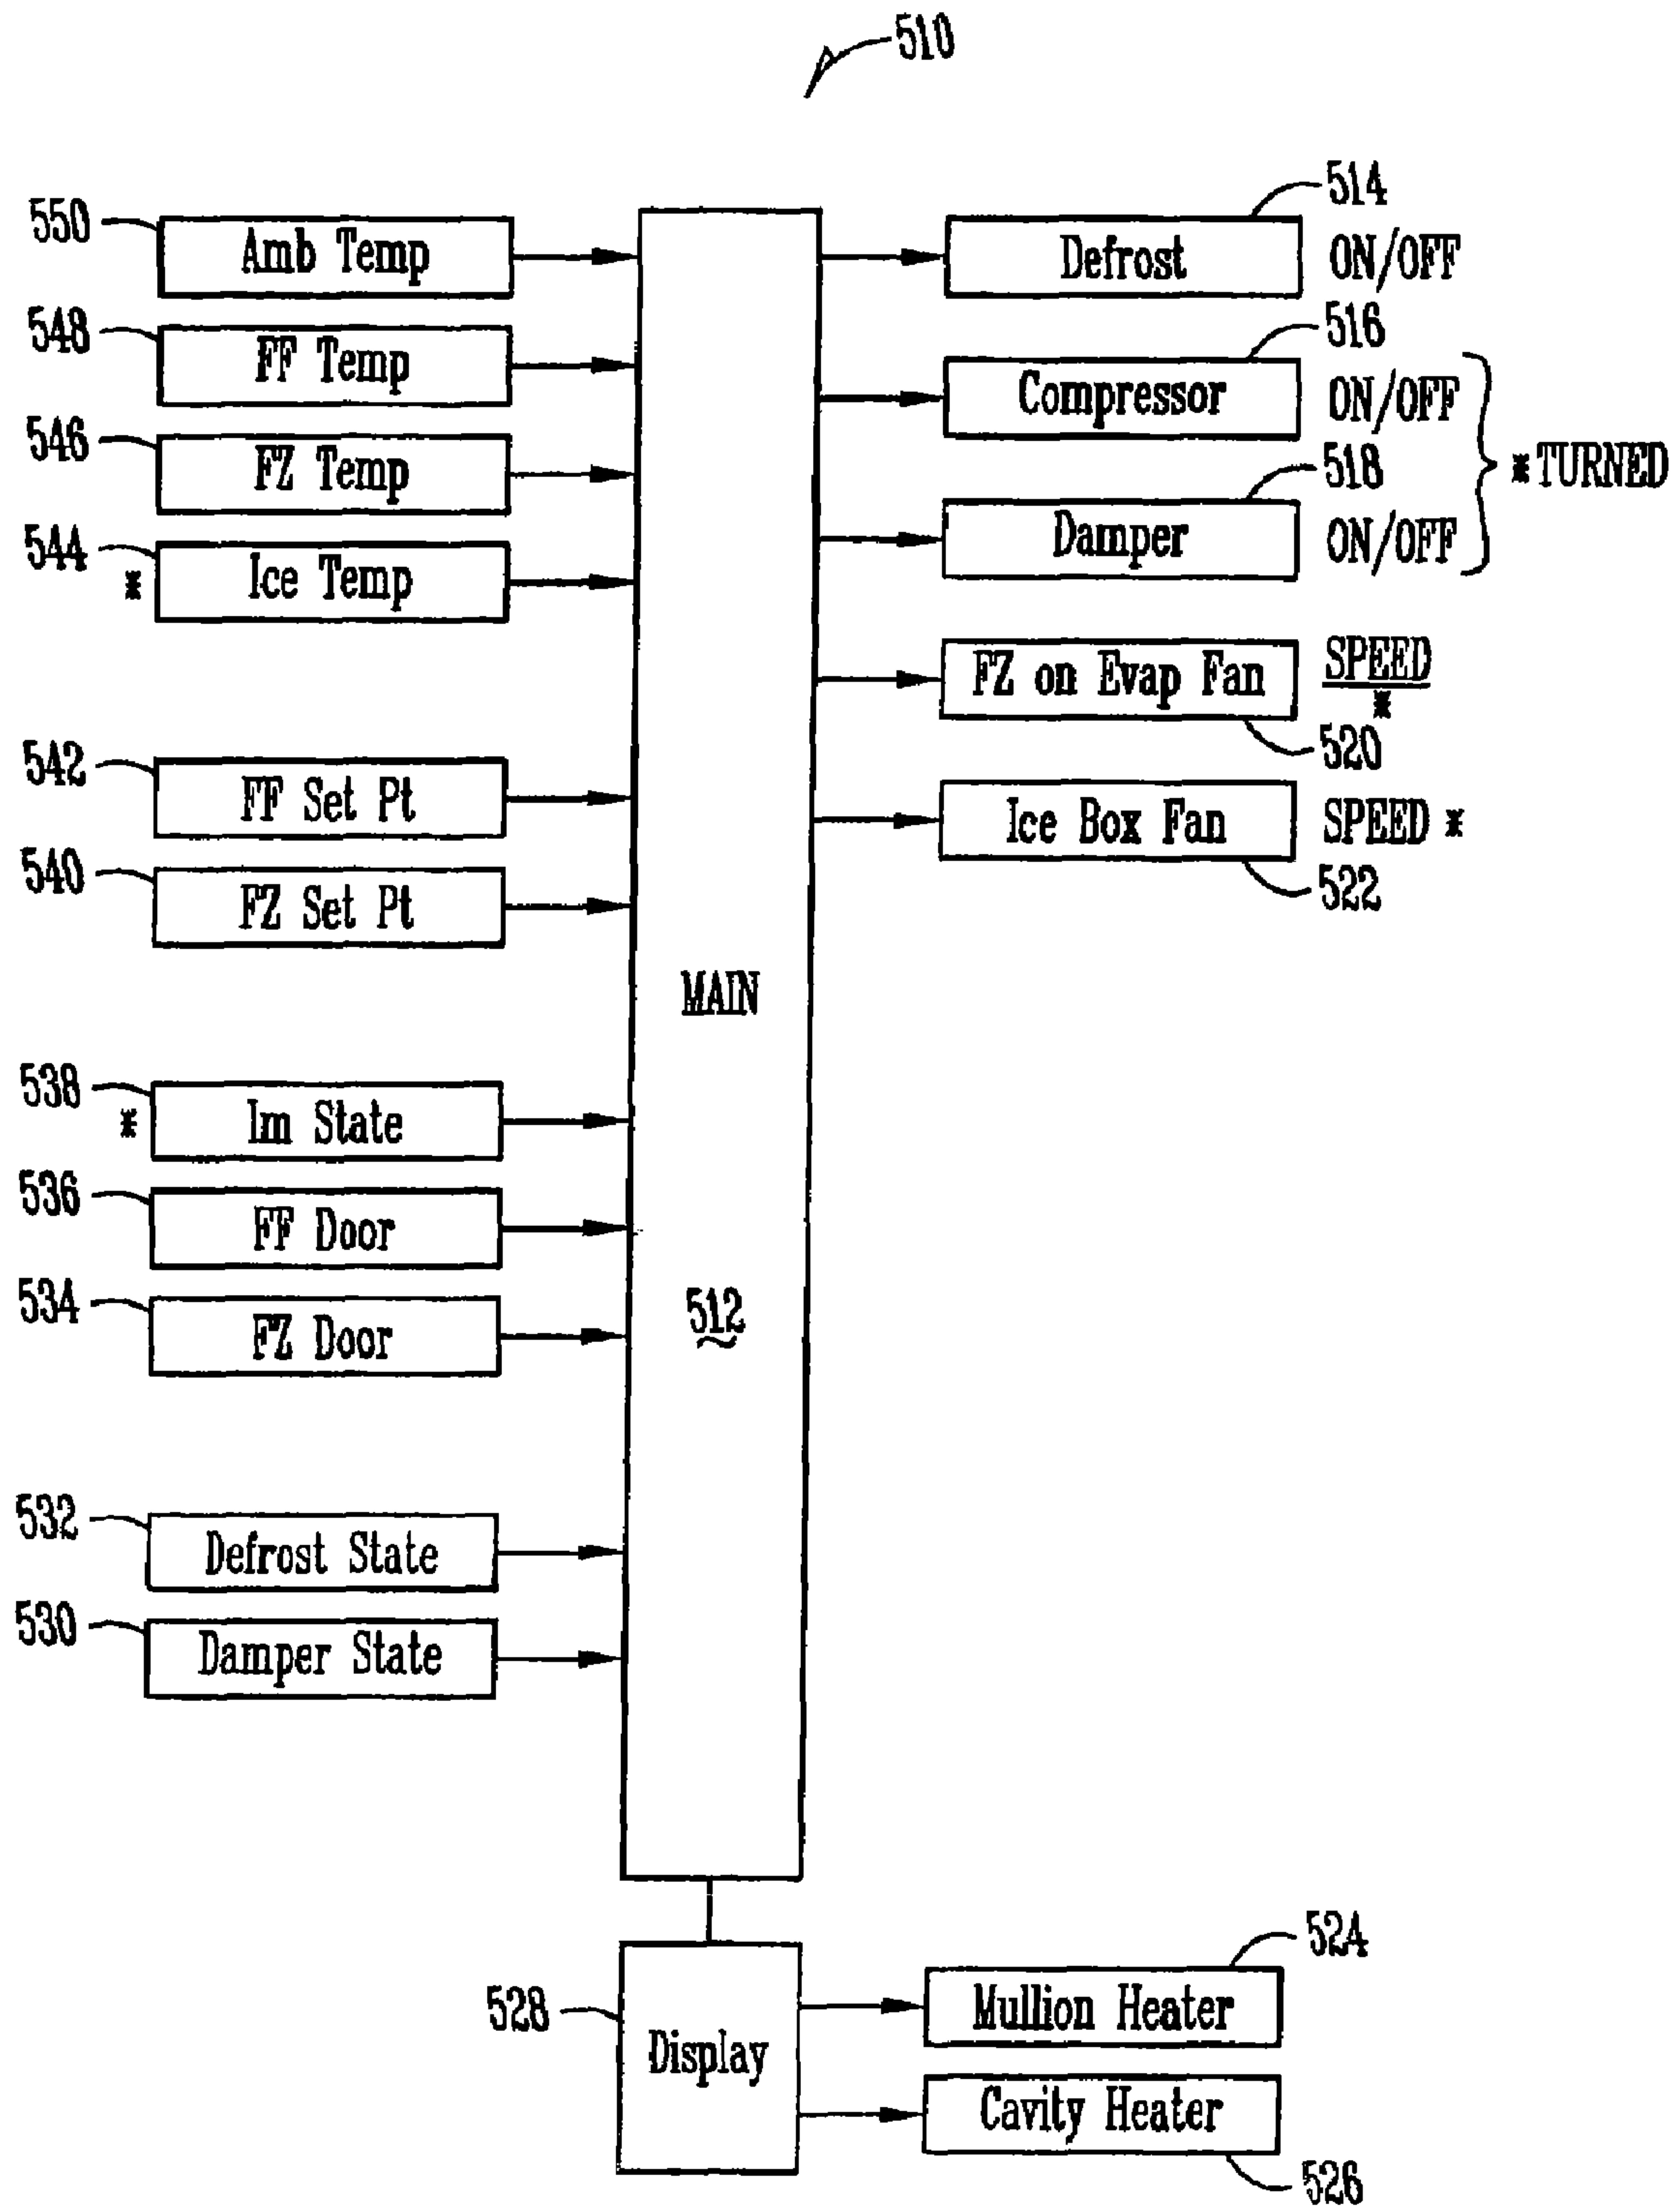 510
550
Amb Temp
548
FF Temp
546
FZ Temp
544
* Ice Temp
542
FF Set Pt
540
FZ Set Pt
538
* Im State
536
FF Door
534
FZ Door
532
Defrost State
530
Damper State
MAIN
512
514
Defrost ON/OFF
516
Compressor ON/OFF
518
Damper ON/OFF
* TURNED
FZ on Evap Fan SPEED
*
520
Ice Box Fan SPEED *
522
528
Display
524
Mullion Heater
Cavity Heater
526